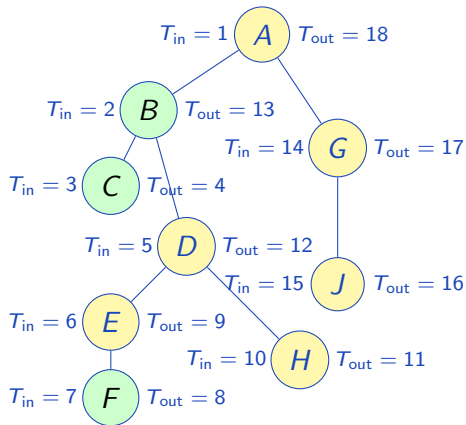 T_in = 1 A T_out = 18
T_in = 2 B T_out = 13
T_in = 14 G T_out = 17
T_in = 3 C T_out = 4
T_in = 5 D T_out = 12
T_in = 15 J T_out = 16
T_in = 6 E T_out = 9
T_in = 10 H T_out = 11
T_in = 7 F T_out = 8